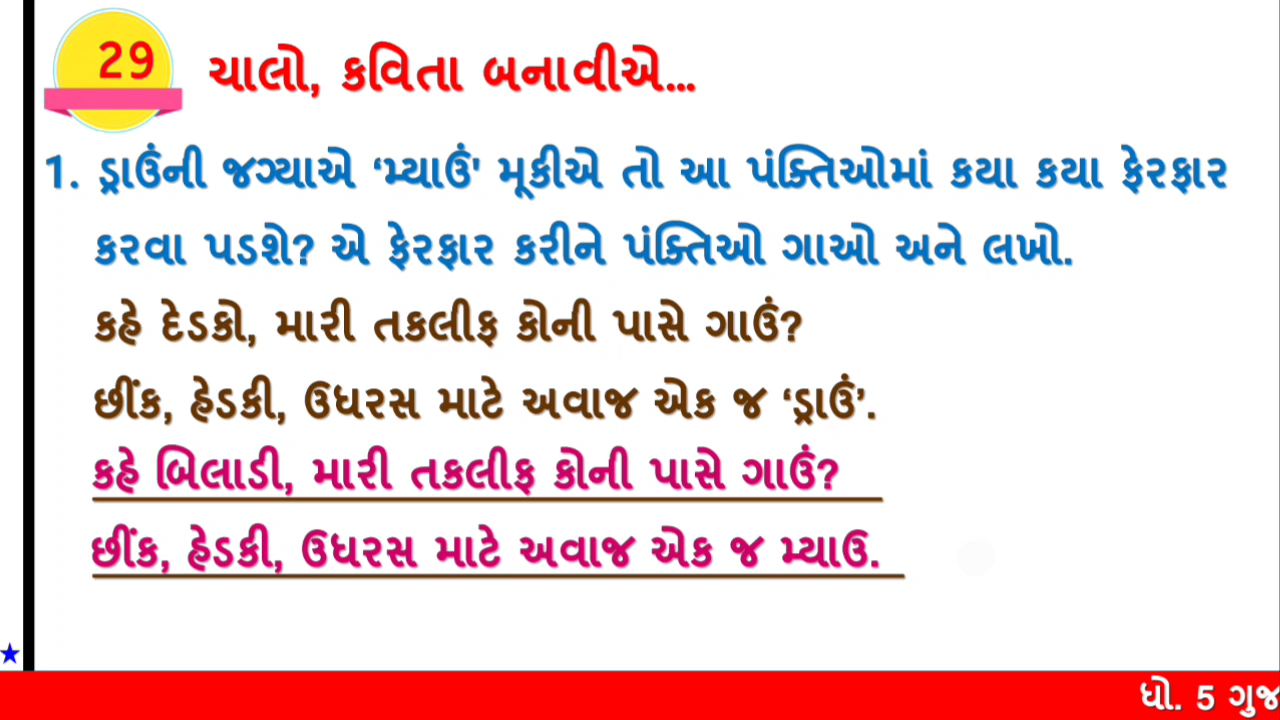 29
ચાલો, કવિતા બનાવીએ...
1. ડ્રાઉંની જગ્યાએ ‘મ્યાઉં' મૂકીએ તો આ પંક્તિઓમાં કયા કયા ફેરફાર
કરવા પડશે? એ ફેરફાર કરીને પંક્તિઓ ગાઓ અને લખો.
કહે દેડકો, મારી તકલીફ કોની પાસે ગાઉં?
છીંક, હેડકી, ઉધરસ માટે અવાજ એક જ ‘ડ્રાઉં’.
કહે બિલાડી, મારી તકલીફ કોની પાસે ગાઉં?
છીંક, હેડકી, ઉધરસ માટે અવાજ એક જ મ્યાઉ.
ધો. 5 ગુજ